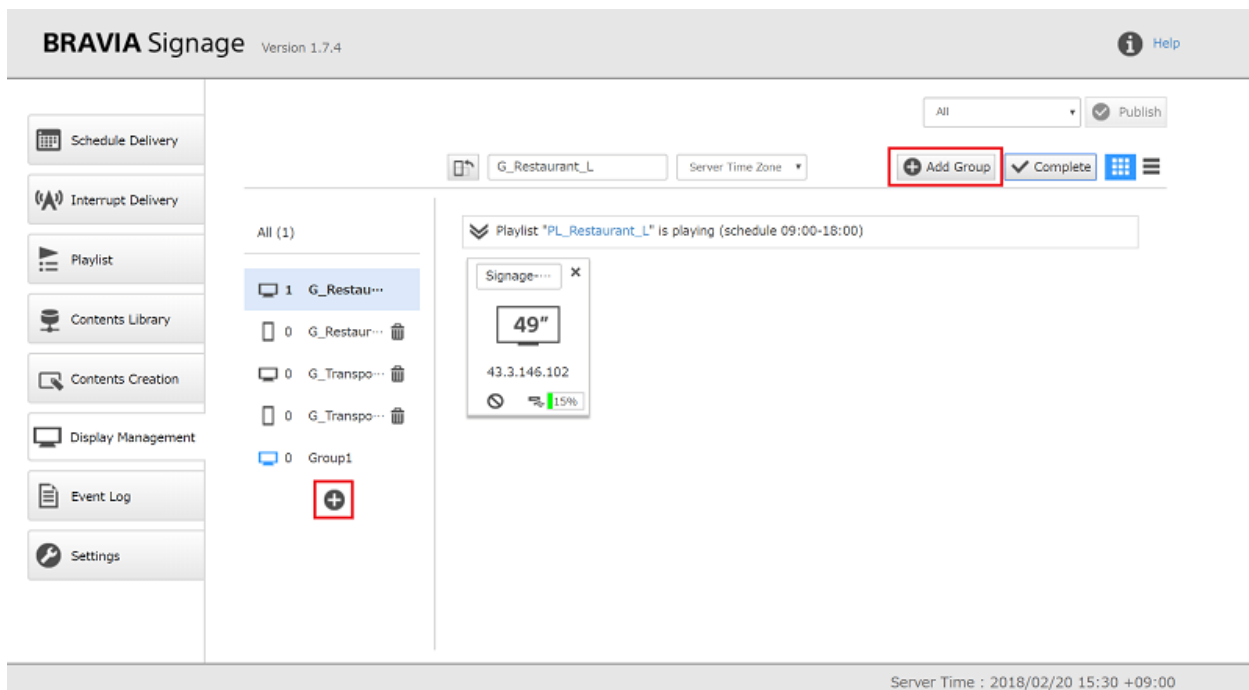 BRAVIA Signage Version 1.7.4
Help
All
Publish
G_Restaurant_L
Server Time Zone
Add Group
Complete
Schedule Delivery
Interrupt Delivery
Playlist
Contents Library
Contents Creation
Display Management
Event Log
Settings
All (1)
1 G_Restau···
0 G_Restaur···
0 G_Transpo···
0 G_Transpo···
0 Group1
Playlist "PL_Restaurant_L" is playing (schedule 09:00-18:00)
Signage-···
49"
43.3.146.102
15%
Server Time : 2018/02/20 15:30 +09:00